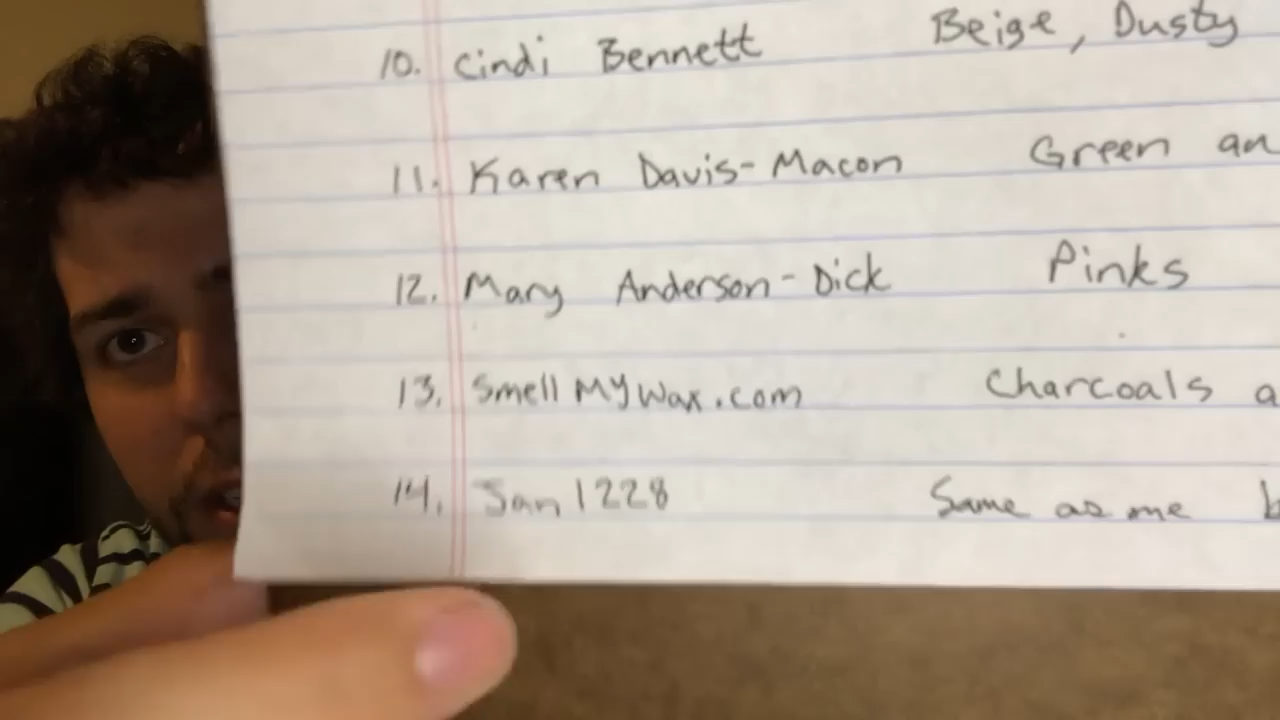 10. Cindi Bennett Beige, Dusty
11. Karen Davis-Macon Green an
12. Mary Anderson-Dick Pinks
13. SmellMyWax.com Charcoals a
14. Jan1228 Same as me b